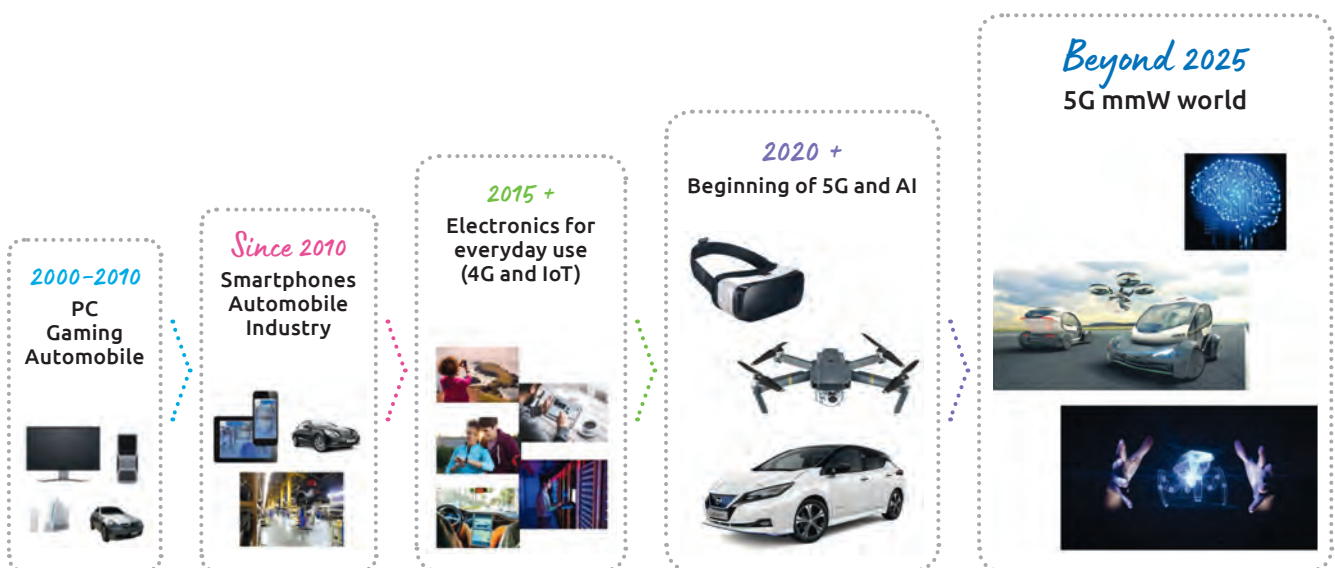 2000-2010
PC
Gaming
Automobile
Since 2010
Smartphones
Automobile
Industry
2015 +
Electronics for
everyday use
(4G and IoT)
2020 +
Beginning of 5G and AI
Beyond 2025
5G mmW world